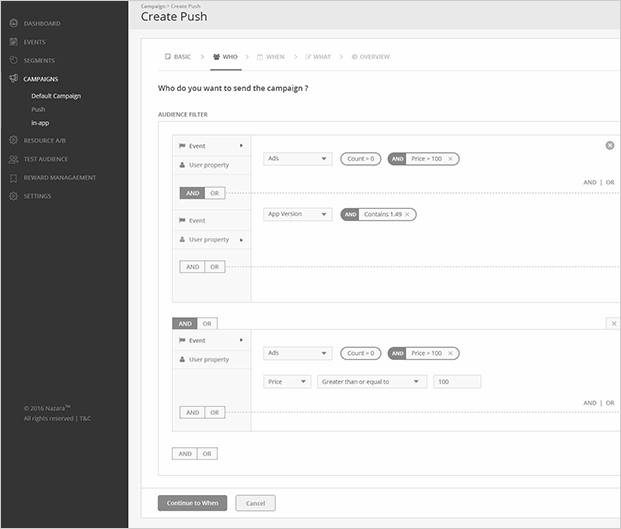 DASHBOARD
EVENTS
SEGMENTS
CAMPAIGNS
Default Campaign
Push
in-app
RESOURCE A/B
TEST AUDIENCE
REWARD MANAGAEMENT
SETTINGS
© 2016 Nazara™
All rights reserved | T&C
Campaign > Create Push
Create Push
BASIC > WHO > WHEN > WHAT > OVERVIEW
Who do you want to send the campaign ?
AUDIENCE FILTER
Event
User property
Ads
Count > 0
AND Price > 100 ×
AND OR
AND | OR
Event
User property
App Version
AND Contains 1.49 ×
AND OR
AND OR
×
Event
User property
Ads
Count > 0
AND Price > 100 ×
Price
Greater than or equal to
100
AND OR
AND | OR
AND OR
Continue to When
Cancel